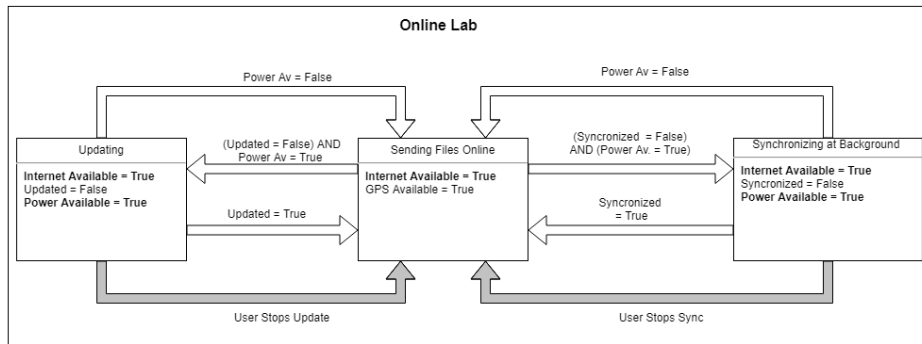 Online Lab
Power Av = False
Power Av = False
Updating
(Updated = False) AND
Power Av = True
Sending Files Online
(Syncronized  = False)
AND (Power Av. = True)
Synchronizing at Background
Internet Available = True
Updated = False
Power Available = True
Internet Available = True
GPS Available = True
Internet Available = True
Syncronized = False
Power Available = True
Updated = True
Syncronized
= True
User Stops Update
User Stops Sync